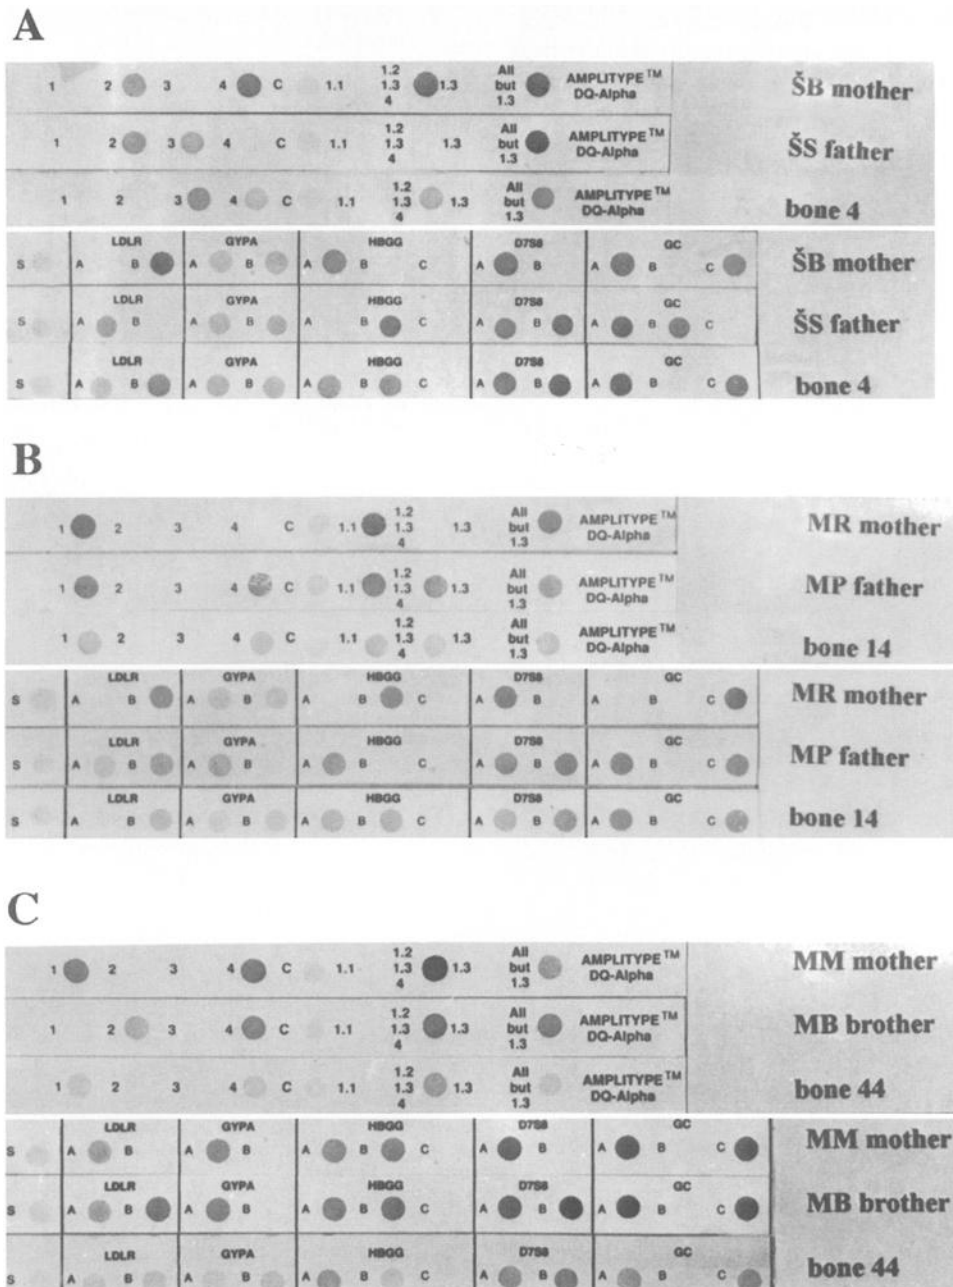 A
1 2 3 4 C 1.1 1.2 1.3 4 1.3 All but 1.3 AMPLITYPE™ DQ-Alpha ŠB mother
1 2 3 4 C 1.1 1.2 1.3 4 1.3 All but 1.3 AMPLITYPE™ DQ-Alpha ŠS father
1 2 3 4 C 1.1 1.2 1.3 4 1.3 All but 1.3 AMPLITYPE™ DQ-Alpha bone 4
LDLR GYPA HBGG D7S8 GC
S A B A B A B C A B A B C ŠB mother
LDLR GYPA HBGG D7S8 GC
S A B A B A B C A B A B C ŠS father
LDLR GYPA HBGG D7S8 GC
S A B A B A B C A B A B C bone 4
B
1 2 3 4 C 1.1 1.2 1.3 4 1.3 All but 1.3 AMPLITYPE™ DQ-Alpha MR mother
1 2 3 4 C 1.1 1.2 1.3 4 1.3 All but 1.3 AMPLITYPE™ DQ-Alpha MP father
1 2 3 4 C 1.1 1.2 1.3 4 1.3 All but 1.3 AMPLITYPE™ DQ-Alpha bone 14
LDLR GYPA HBGG D7S8 GC
S A B A B A B C A B A B C MR mother
LDLR GYPA HBGG D7S8 GC
S A B A B A B C A B A B C MP father
LDLR GYPA HBGG D7S8 GC
S A B A B A B C A B A B C bone 14
C
1 2 3 4 C 1.1 1.2 1.3 4 1.3 All but 1.3 AMPLITYPE™ DQ-Alpha MM mother
1 2 3 4 C 1.1 1.2 1.3 4 1.3 All but 1.3 AMPLITYPE™ DQ-Alpha MB brother
1 2 3 4 C 1.1 1.2 1.3 4 1.3 All but 1.3 AMPLITYPE™ DQ-Alpha bone 44
LDLR GYPA HBGG D7S8 GC
S A B A B A B C A B A B C MM mother
LDLR GYPA HBGG D7S8 GC
S A B A B A B C A B A B C MB brother
LDLR GYPA HBGG D7S8 GC
S A B A B A B C A B A B C bone 44